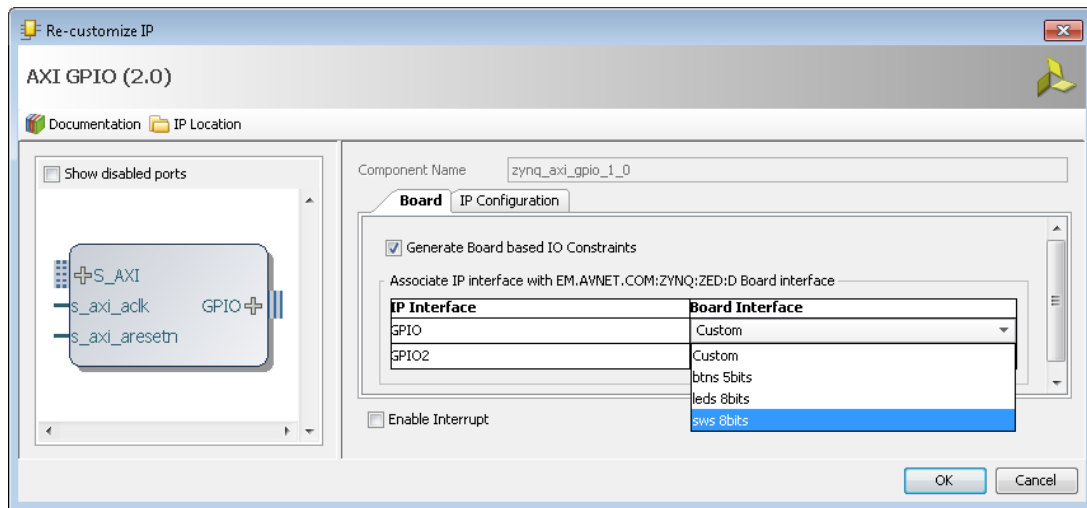 Re-customize IP
AXI GPIO (2.0)
Documentation IP Location
Show disabled ports
S_AXI
s_axi_aclk GPIO
s_axi_aresetn
Component Name zynq_axi_gpio_1_0
Board IP Configuration
Generate Board based IO Constraints
Associate IP interface with EM.AVNET.COM:ZYNQ:ZED:D Board interface
IP Interface Board Interface
GPIO Custom
GPIO2 Custom
btns 5bits
leds 8bits
sws 8bits
Enable Interrupt
OK Cancel